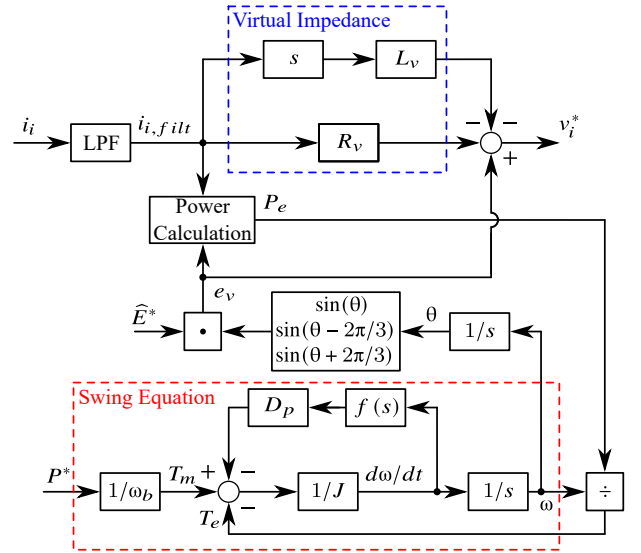 Virtual Impedance
s
L_v
i_i
LPF
i_{i,filt}
R_v
− −
+
v_i^*
Power
Calculation
P_e
e_v
Ê^*
·
sin(θ)
sin(θ − 2π/3)
sin(θ + 2π/3)
θ
1/s
Swing Equation
D_p
f(s)
P^*
1/ω_b
T_m
+ −
−
1/J
dω/dt
1/s
ω
÷
T_e